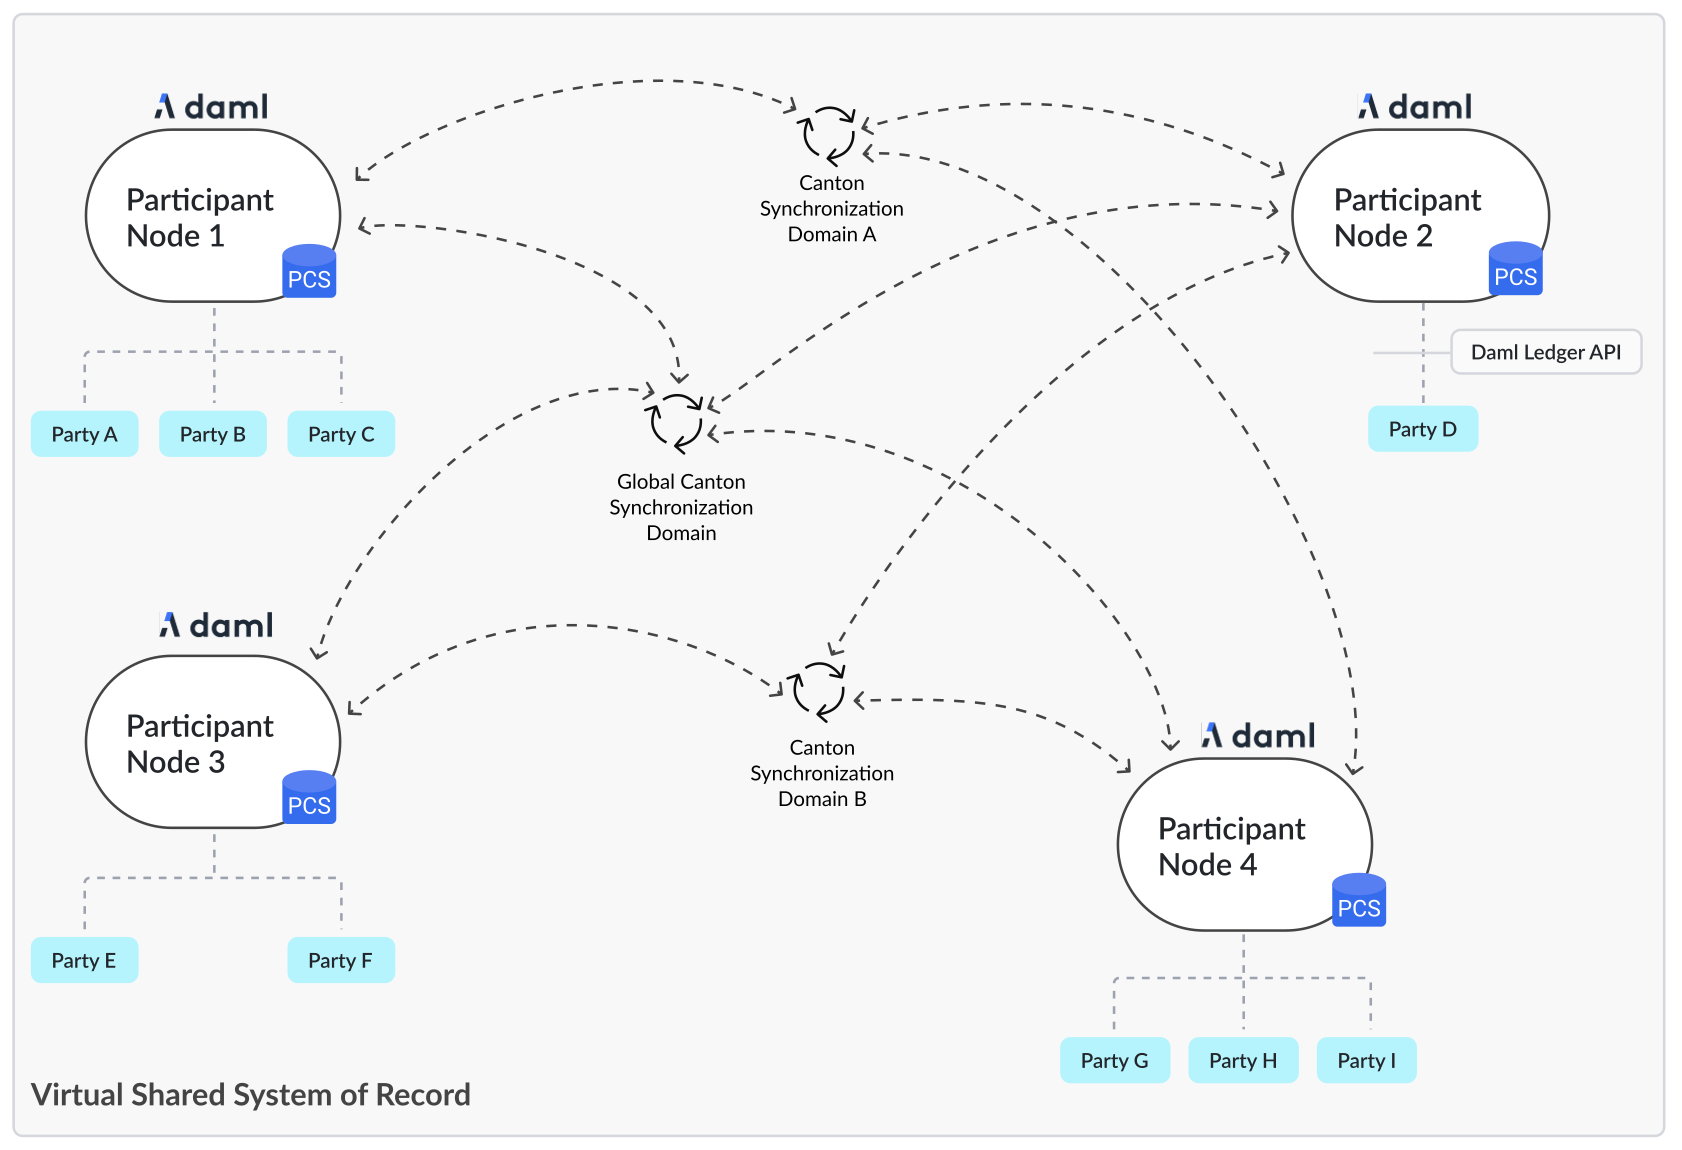 daml
Participant
Node 1
PCS
Party A
Party B
Party C
Canton
Synchronization
Domain A
daml
Participant
Node 2
PCS
Daml Ledger API
Party D
Global Canton
Synchronization
Domain
daml
Participant
Node 3
PCS
Party E
Party F
Canton
Synchronization
Domain B
daml
Participant
Node 4
PCS
Party G
Party H
Party I
Virtual Shared System of Record